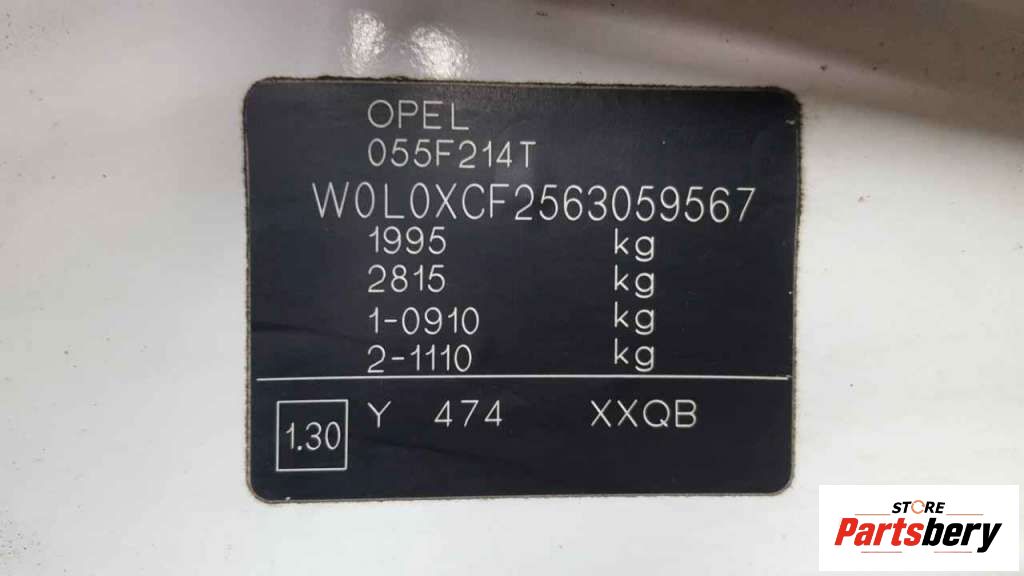 OPEL
055F214T
W0L0XCF2563059567
1995 kg
2815 kg
1-0910 kg
2-1110 kg
1.30 Y 474 XXQB
STORE
Partsbery